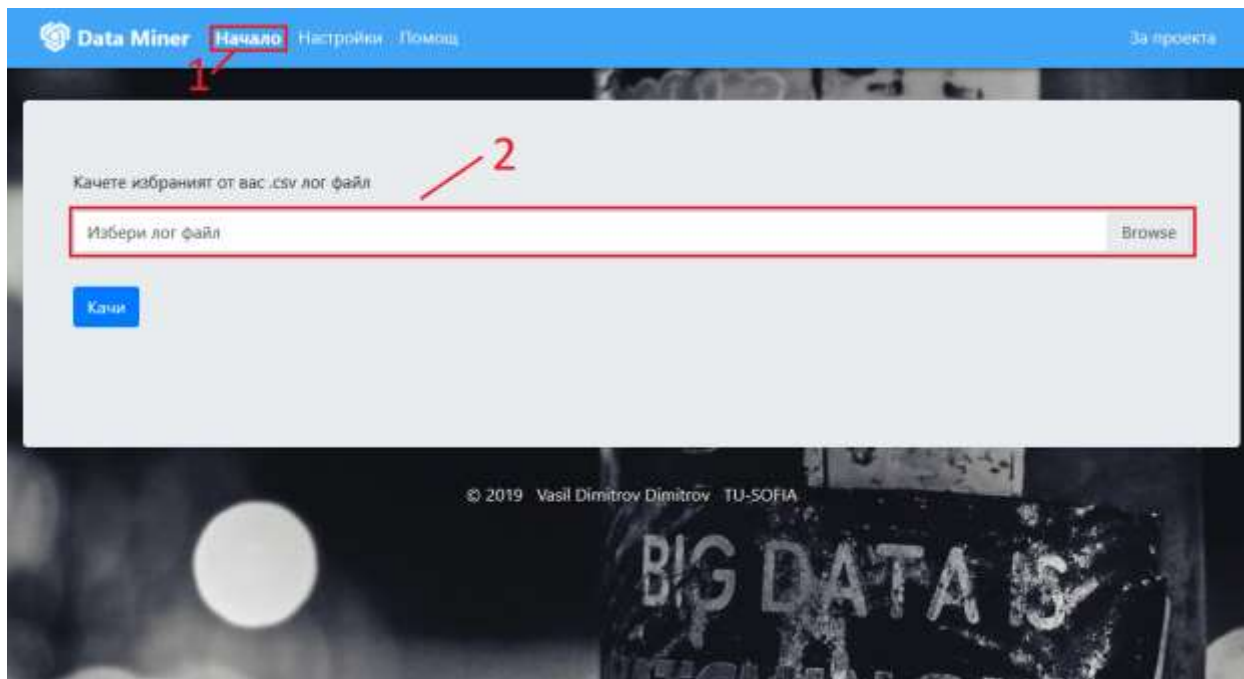 Data Miner Начало Настройки Помощ За проекта
1
2
Качете избраният от вас .csv лог файл
Избери лог файл Browse
Качи
© 2019 Vasil Dimitrov Dimitrov TU-SOFIA
BIG DATA IS